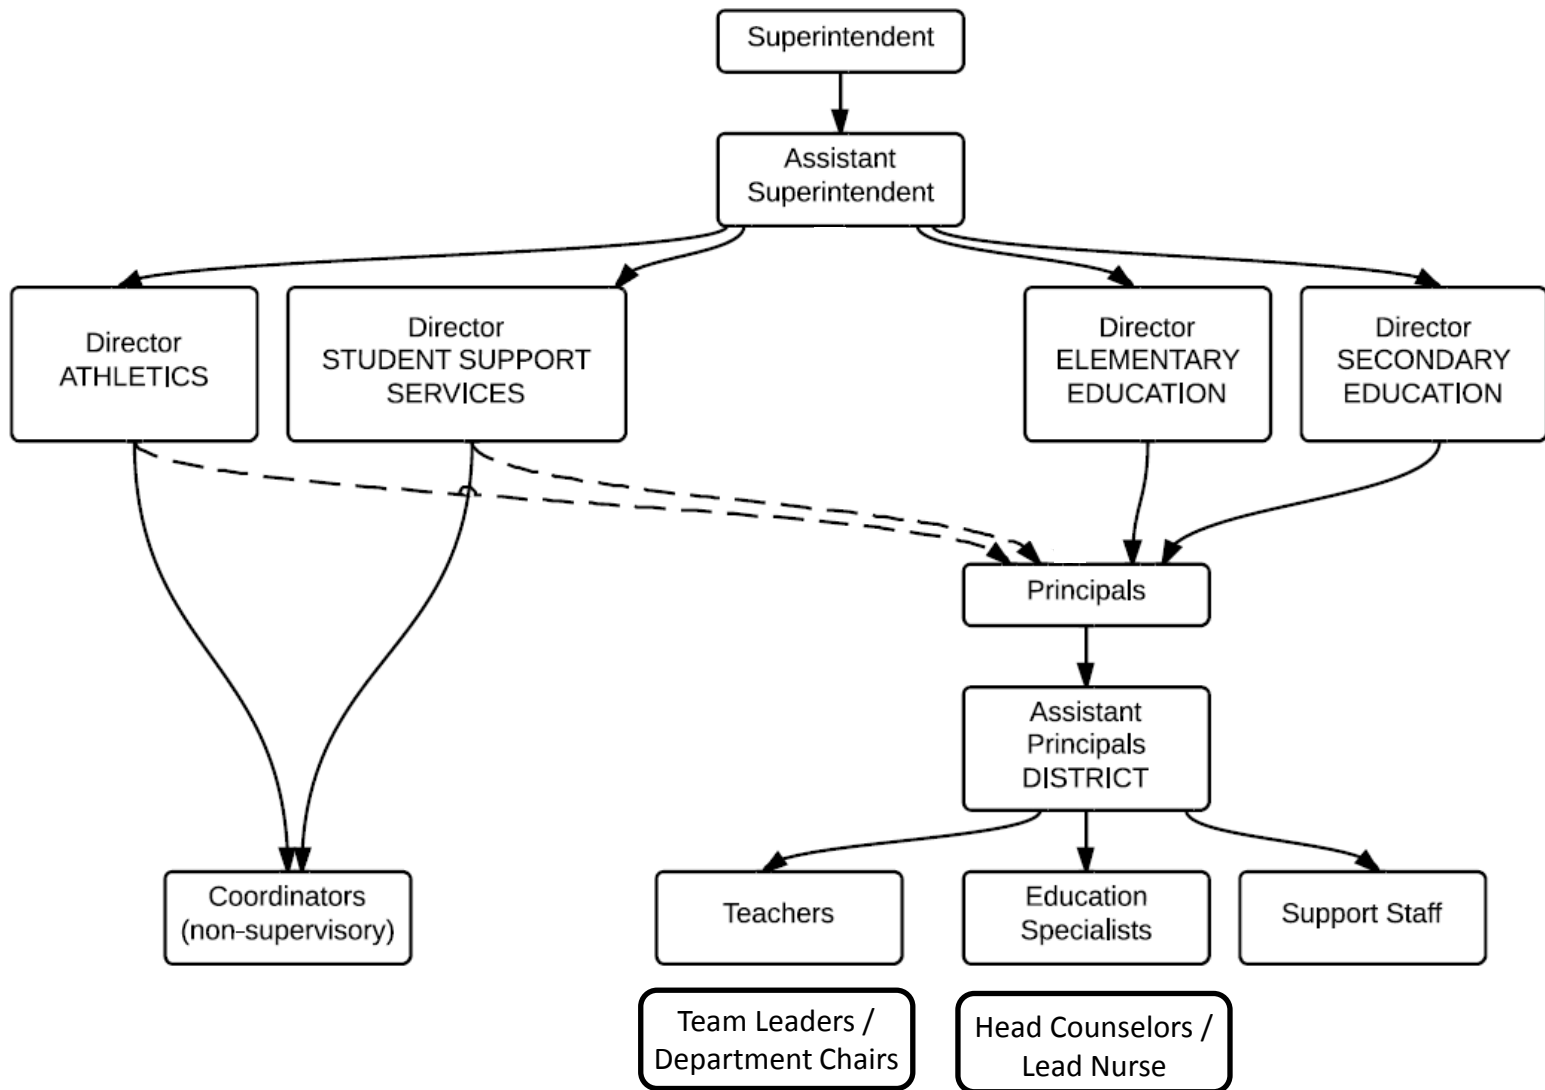 Superintendent
Assistant
Superintendent
Director
ATHLETICS
Director
STUDENT SUPPORT
SERVICES
Director
ELEMENTARY
EDUCATION
Director
SECONDARY
EDUCATION
Principals
Assistant
Principals
DISTRICT
Coordinators
(non-supervisory)
Teachers
Education
Specialists
Support Staff
Team Leaders /
Department Chairs
Head Counselors /
Lead Nurse